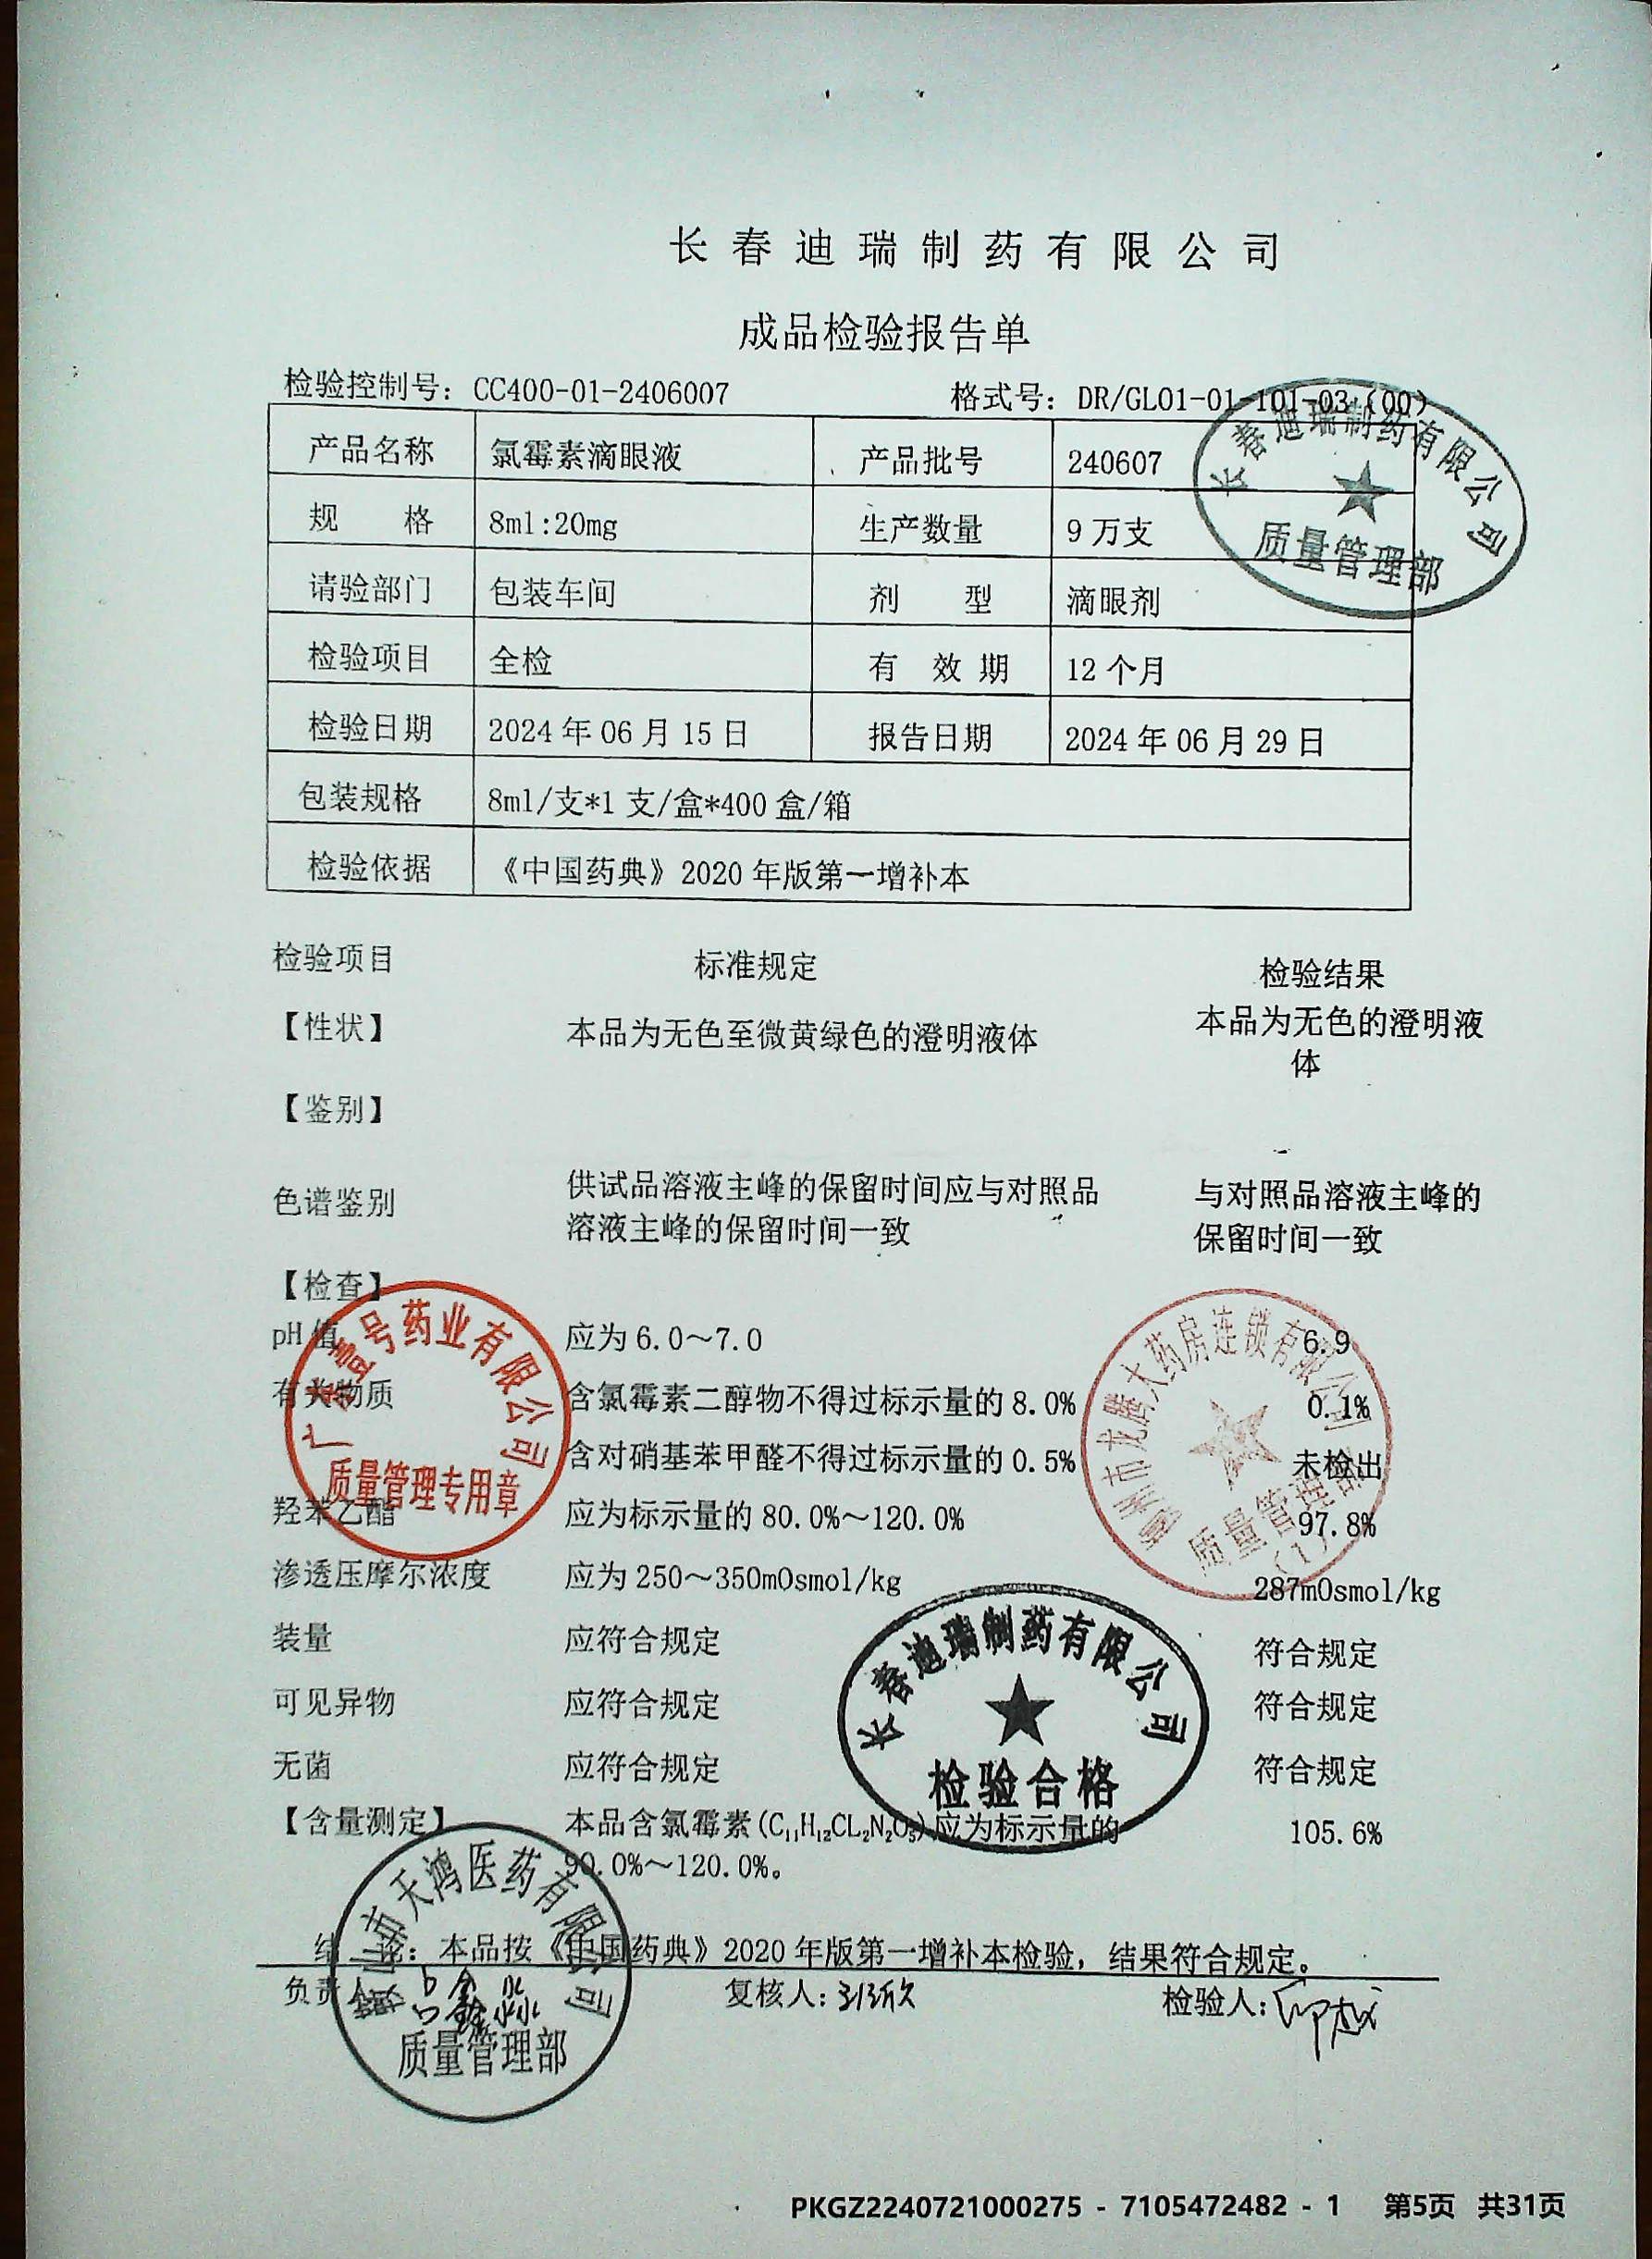 长春迪瑞制药有限公司
成品检验报告单
检验控制号：CC400-01-2406007 格式号：DR/GL01-01-101-03（00）
产品名称 氯霉素滴眼液 产品批号 240607
规 格 8ml:20mg 生产数量 9万支
请验部门 包装车间 剂 型 滴眼剂
检验项目 全检 有 效 期 12个月
检验日期 2024年06月15日 报告日期 2024年06月29日
包装规格 8ml/支*1支/盒*400盒/箱
检验依据 《中国药典》2020年版第一增补本
长春迪瑞制药有限公司
质量管理部
检验项目 标准规定 检验结果
【性状】 本品为无色至微黄绿色的澄明液体 本品为无色的澄明液
体
【鉴别】
色谱鉴别 供试品溶液主峰的保留时间应与对照品 与对照品溶液主峰的
溶液主峰的保留时间一致 保留时间一致
【检查】
pH值 应为6.0～7.0 6.9
有关物质 含氯霉素二醇物不得过标示量的8.0% 0.1%
含对硝基苯甲醛不得过标示量的0.5% 未检出
羟苯乙酯 应为标示量的80.0%～120.0% 97.8%
渗透压摩尔浓度 应为250～350mOsmol/kg 287mOsmol/kg
装量 应符合规定 符合规定
可见异物 应符合规定 符合规定
无菌 应符合规定 符合规定
【含量测定】 本品含氯霉素(C₁₁H₁₂CL₂N₂O₅)应为标示量的 105.6%
90.0%～120.0%。
广东壹号药业有限公司
质量管理专用章
市龙腾大药房连锁有限公司
质量管理部
（1）
长春迪瑞制药有限公司
检验合格
结 论：本品按《中国药典》2020年版第一增补本检验，结果符合规定。
负责人 复核人： 检验人：
市天鸿医药有限公司
质量管理部
PKGZ2240721000275 - 7105472482 - 1 第5页 共31页